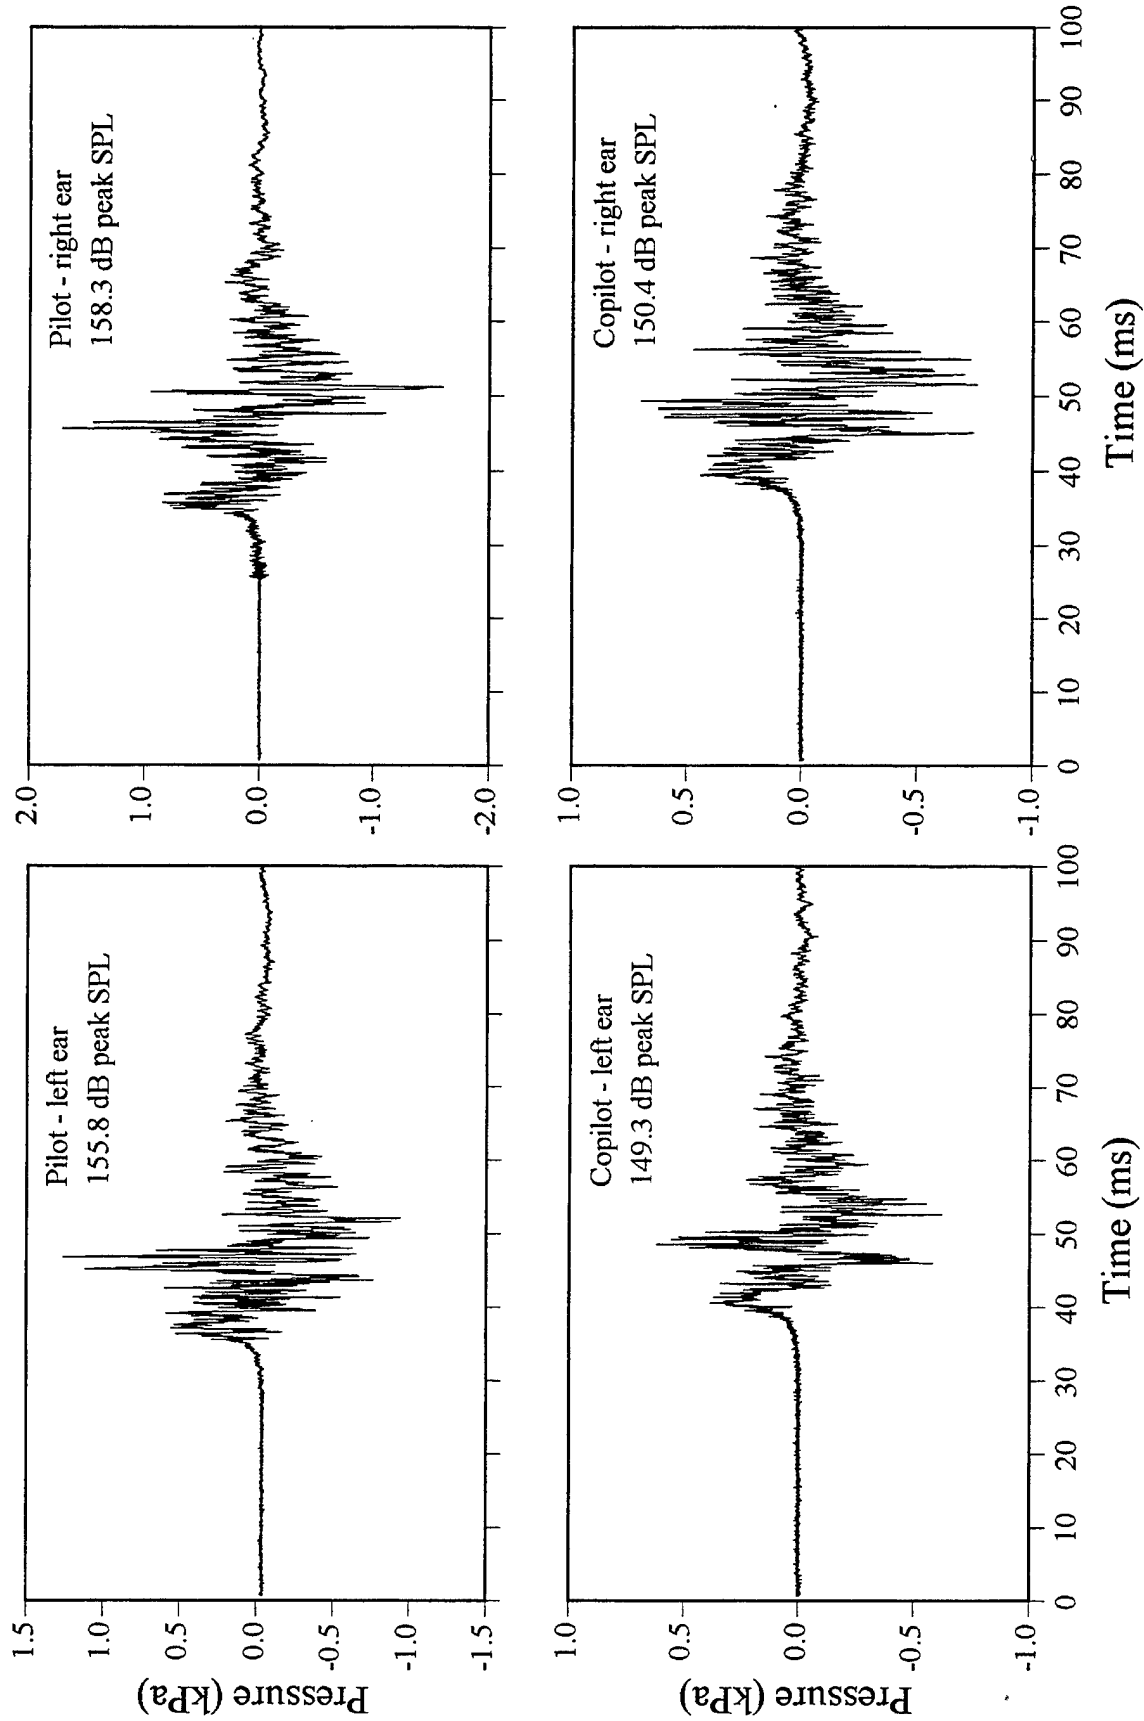 Pilot - left ear
155.8 dB peak SPL
1.5
1.0
0.5
0.0
-0.5
-1.0
-1.5
Pressure (kPa)
Pilot - right ear
158.3 dB peak SPL
2.0
1.0
0.0
-1.0
-2.0
Copilot - left ear
149.3 dB peak SPL
1.0
0.5
0.0
-0.5
-1.0
Pressure (kPa)
0 10 20 30 40 50 60 70 80 90 100
Time (ms)
Copilot - right ear
150.4 dB peak SPL
1.0
0.5
0.0
-0.5
-1.0
0 10 20 30 40 50 60 70 80 90 100
Time (ms)